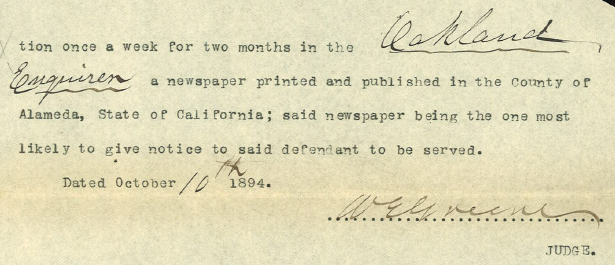 tion once a week for two months in the Oakland
Enquirer a newspaper printed and published in the County of
Alameda, State of California; said newspaper being the one most
likely to give notice to said defendant to be served.
Dated October 10th 1894.
W E Greene
JUDGE.